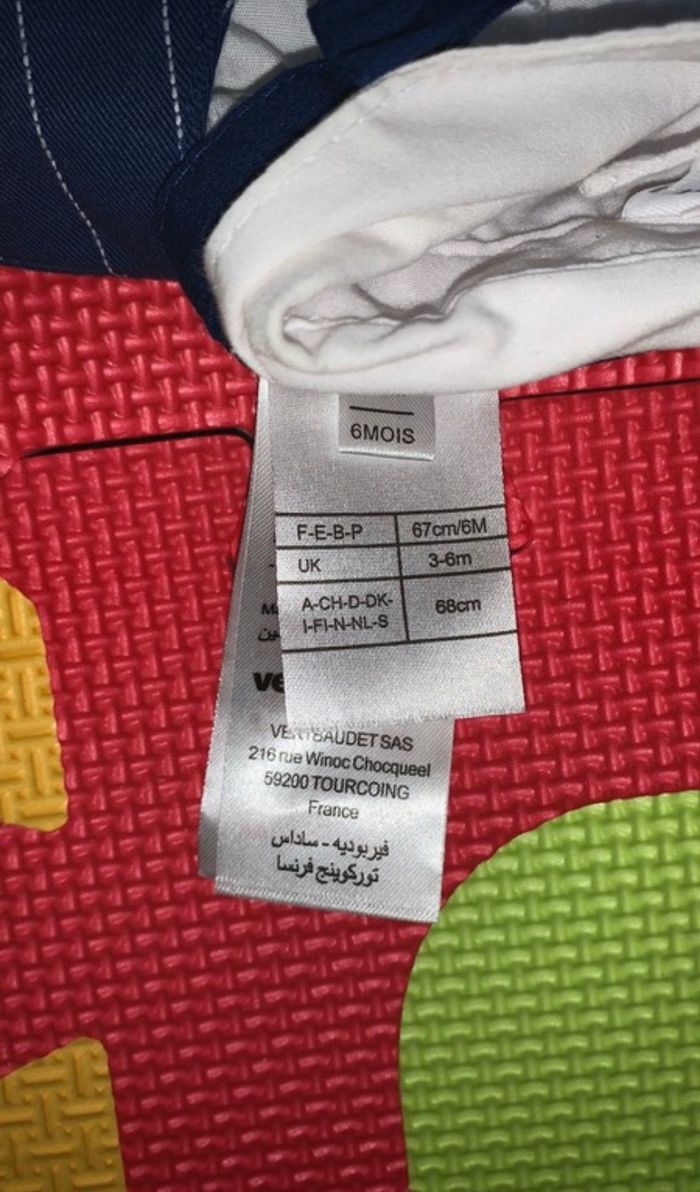 6MOIS
F-E-B-P 67cm/6M
UK 3-6m
A-CH-D-DK- 68cm
I-FI-N-NL-S
VERTBAUDET SAS
216 rue Winoc Chocqueel
59200 TOURCOING
France
فيربوديه - ساداس
توركوينج فرنسا